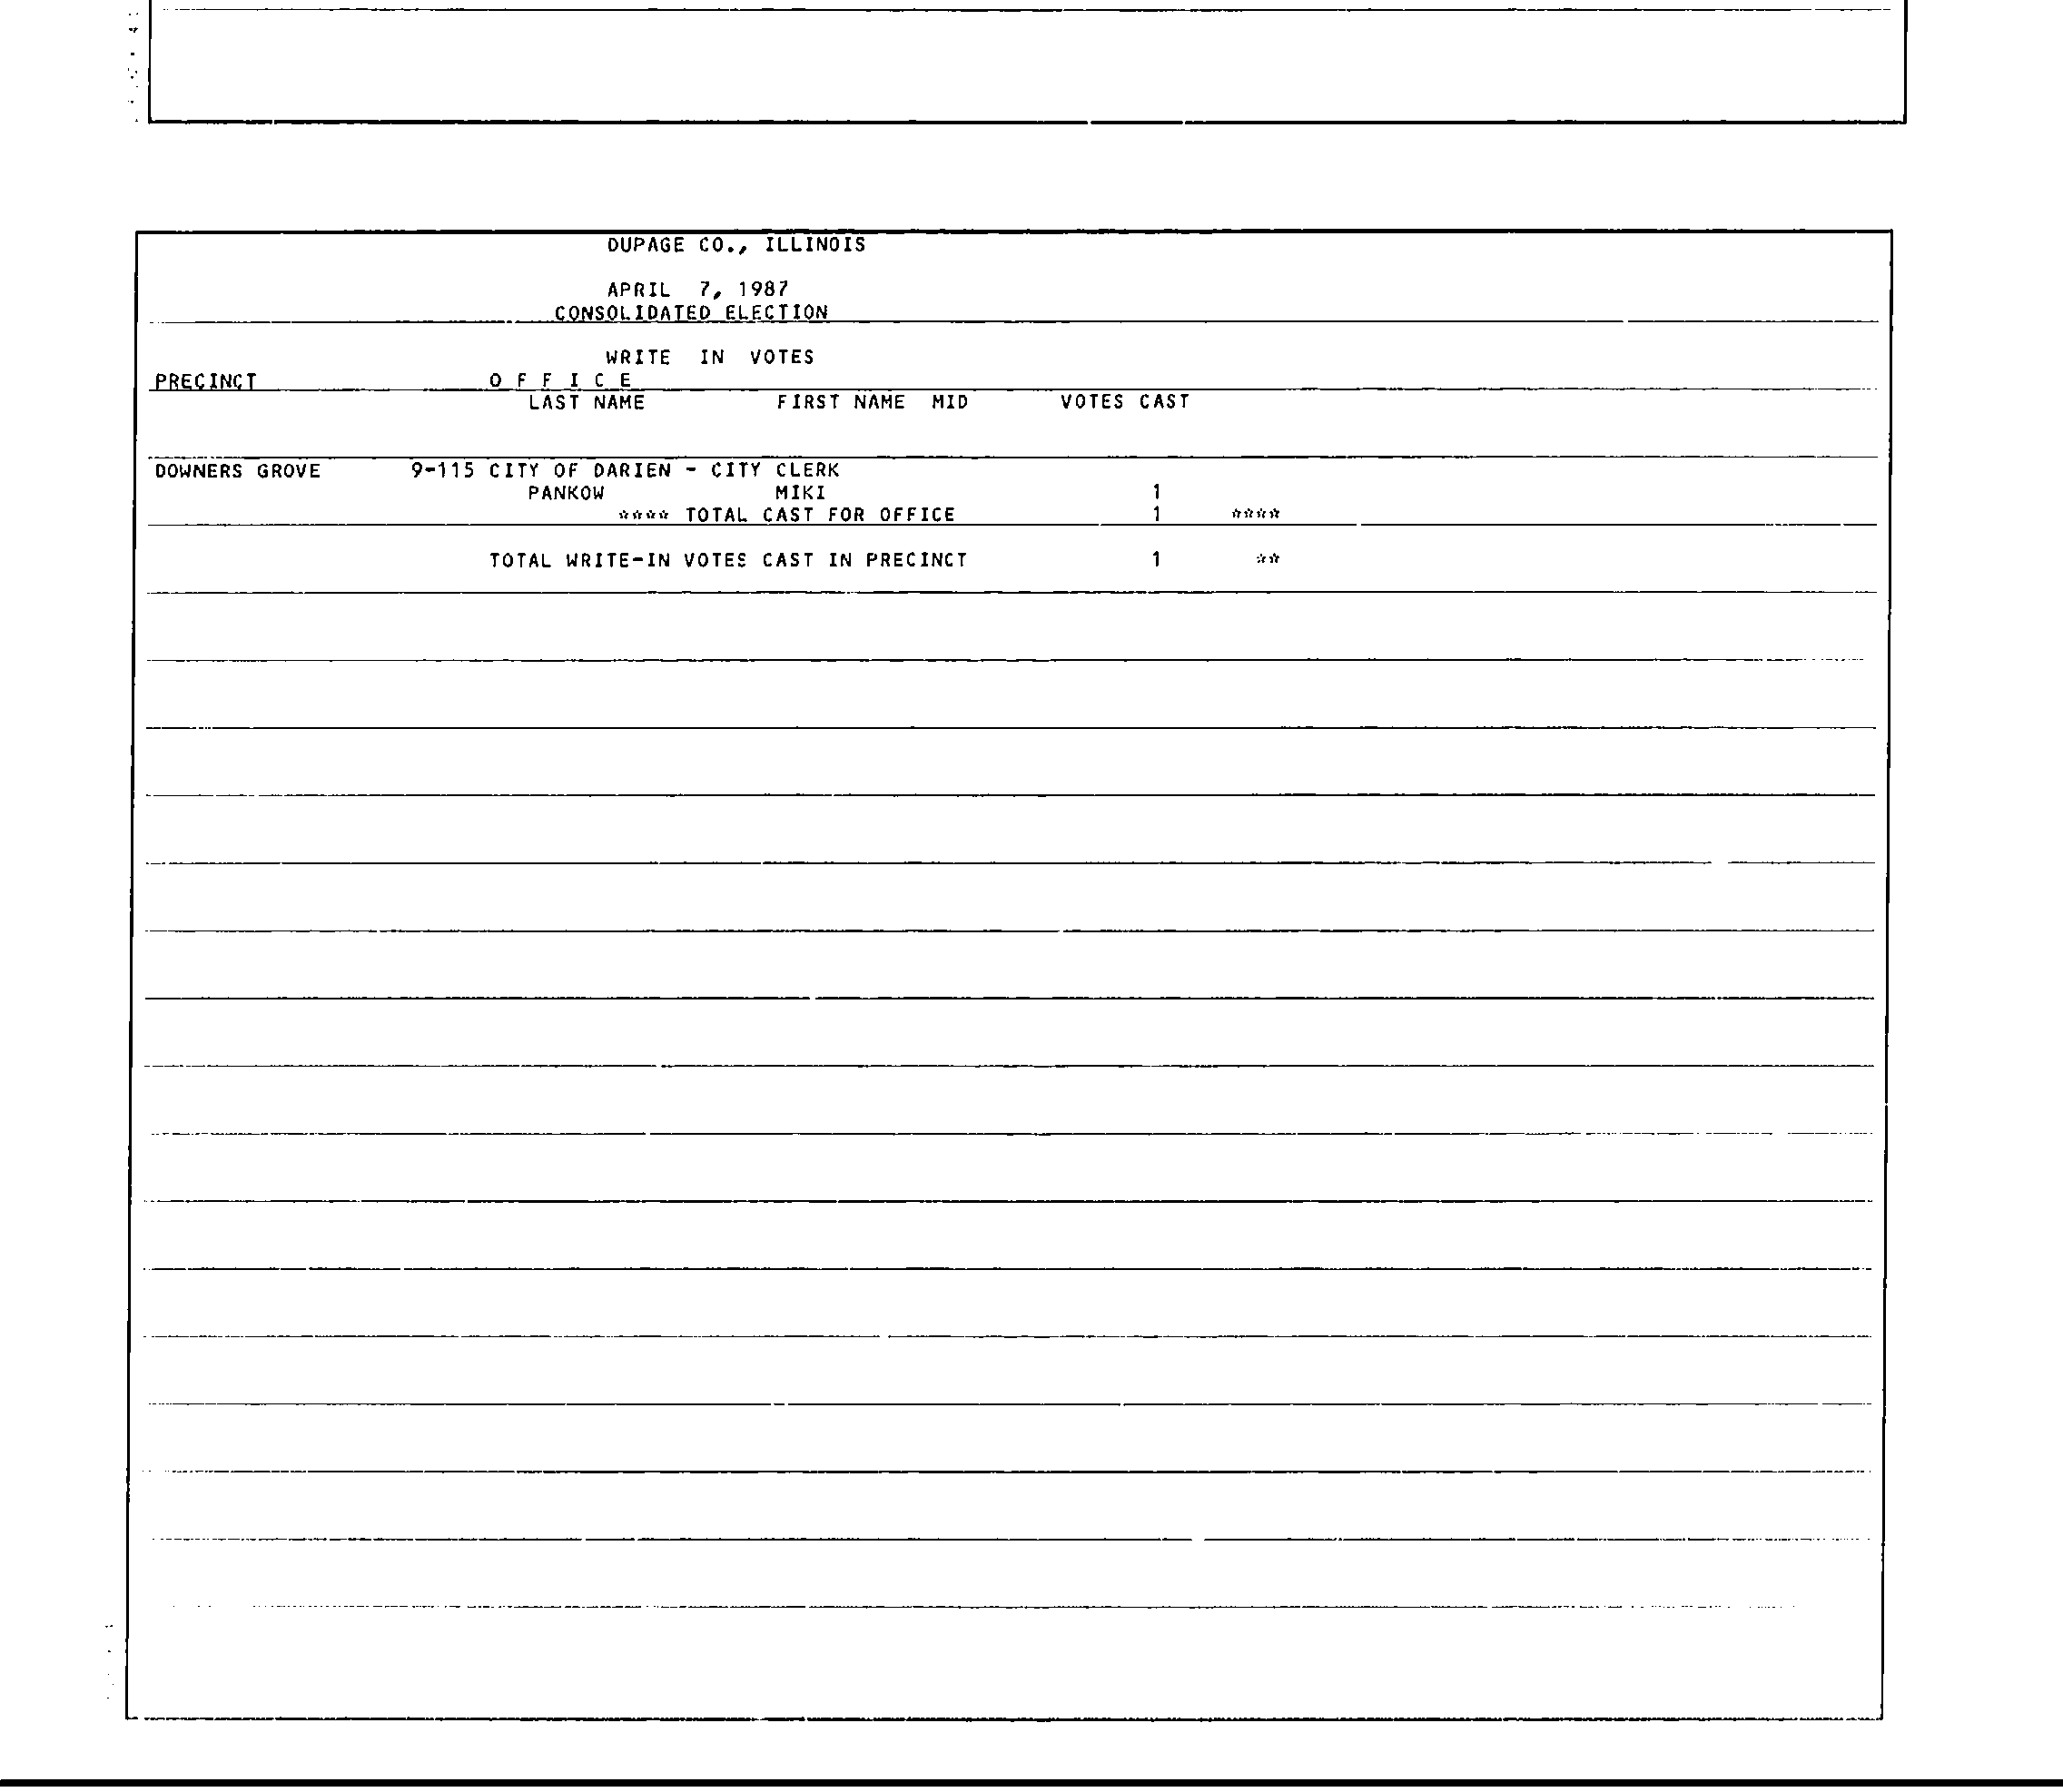 DUPAGE CO., ILLINOIS
APRIL 7, 1987
CONSOLIDATED ELECTION
WRITE IN VOTES
PRECINCT O F F I C E
LAST NAME FIRST NAME MID VOTES CAST
DOWNERS GROVE 9-115 CITY OF DARIEN - CITY CLERK
PANKOW MIKI 1
**** TOTAL CAST FOR OFFICE 1 ****
TOTAL WRITE-IN VOTES CAST IN PRECINCT 1 **